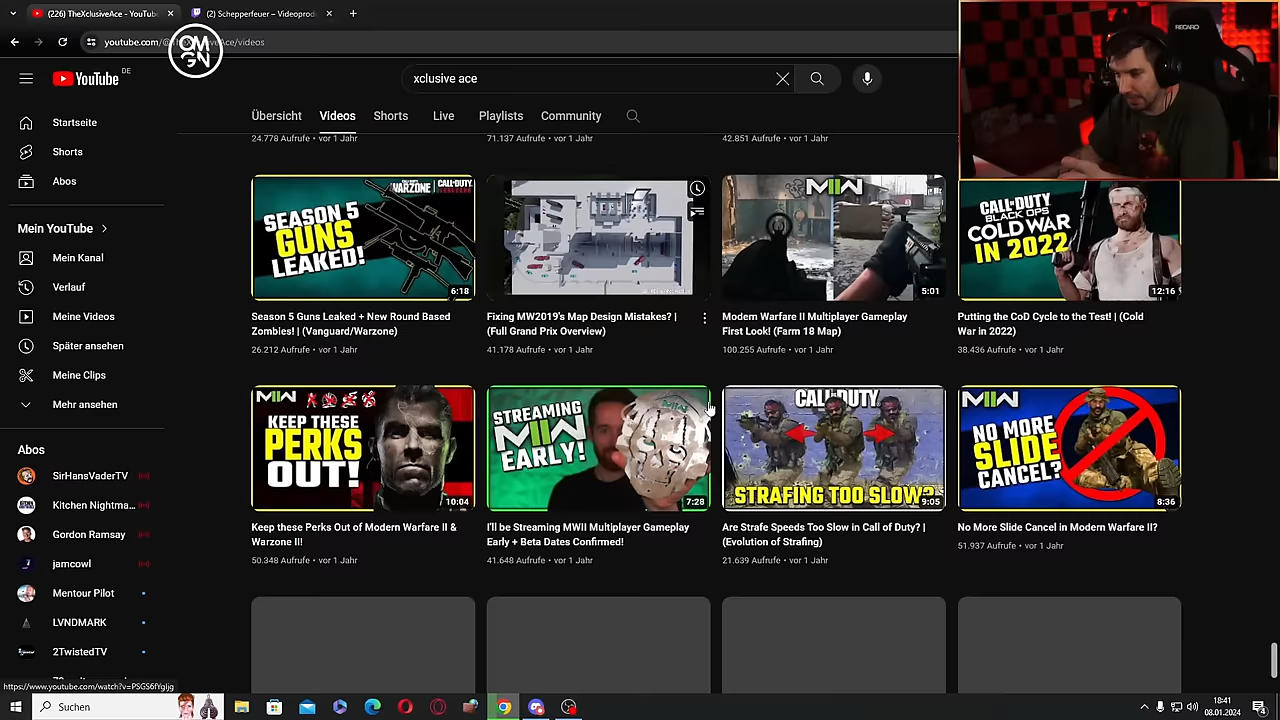 (226) TheXclusiveAce - YouTub
(2) Schepperfeuer – Videoprod
youtube.com/
Ace/videos
OM
GN
YouTube DE
xclusive ace
RECARO
Übersicht
Videos
Shorts
Live
Playlists
Community
Startseite
Shorts
Abos
Mein YouTube
Mein Kanal
Verlauf
Meine Videos
Später ansehen
Meine Clips
Mehr ansehen
Abos
SirHansVaderTV
Kitchen Nightma...
Gordon Ramsay
jamcowl
Mentour Pilot
LVNDMARK
2TwistedTV
24.778 Aufrufe • vor 1 Jahr
71.137 Aufrufe • vor 1 Jahr
42.851 Aufrufe • vor 1 Jahr
WARZONE
CALL·DUTY
SEASON 5
GUNS
LEAKED!
6:18
MWII
5:01
CALL·DUTY
BLACK OPS
COLD WAR
IN 2022
12:16
Season 5 Guns Leaked + New Round Based
Zombies! | (Vanguard/Warzone)
26.212 Aufrufe • vor 1 Jahr
Fixing MW2019's Map Design Mistakes? |
(Full Grand Prix Overview)
41.178 Aufrufe • vor 1 Jahr
Modern Warfare II Multiplayer Gameplay
First Look! (Farm 18 Map)
100.255 Aufrufe • vor 1 Jahr
Putting the CoD Cycle to the Test! | (Cold
War in 2022)
38.436 Aufrufe • vor 1 Jahr
MWII
KEEP THESE
PERKS
OUT!
10:04
STREAMING
MWII
EARLY!
7:28
CALL·DUTY
STRAFING TOO SLOW?
9:05
MWII
NO MORE
SLIDE
CANCEL?
8:36
Keep these Perks Out of Modern Warfare II &
Warzone II!
50.348 Aufrufe • vor 1 Jahr
I'll be Streaming MWII Multiplayer Gameplay
Early + Beta Dates Confirmed!
41.648 Aufrufe • vor 1 Jahr
Are Strafe Speeds Too Slow in Call of Duty? |
(Evolution of Strafing)
21.639 Aufrufe • vor 1 Jahr
No More Slide Cancel in Modern Warfare II?
51.937 Aufrufe • vor 1 Jahr
https://www.youtube.com/watch?v=PSGS6fYgljg
Suchen
18:41
08.01.2024